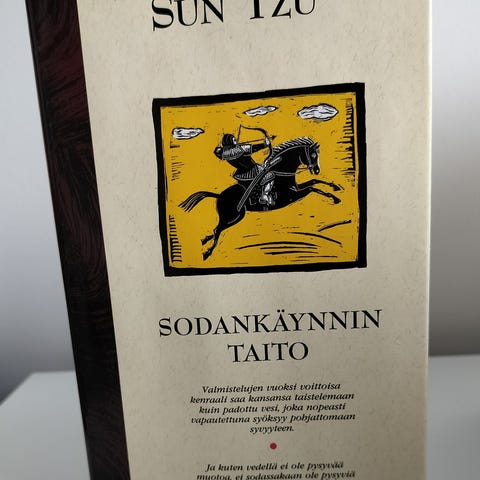 SUN TZU
SODANKÄYNNIN
TAITO
Valmistelujen vuoksi voittoisa
kenraali saa kansansa taistelemaan
kuin padottu vesi, joka nopeasti
vapautettuna syöksyy pohjattomaan
syvyyteen.
Ja kuten vedellä ei ole pysyvää
muotoa, ei sodassakaan ole pysyviä